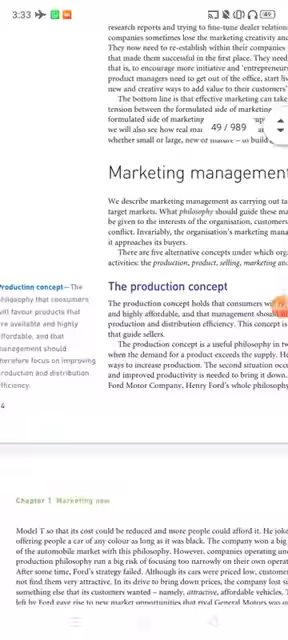 3:33
49
research reports and trying to fine-tune dealer relation
companies sometimes lose the marketing creativity and
They now need to re-establish within their companies
that made them successful in the first place. They need
that is, to encourage more initiative and 'entrepreneurs
product managers need to get out of the office, start liv
new and creative ways to add value to their customers'
The bottom line is that effective marketing can take
tension between the formulated side of marketing
formulated side of marketing
we will also see how real mar
whether small or large, new or mature – to build
49 / 989
Marketing management
We describe marketing management as carrying out ta
target markets. What philosophy should guide these ma
be given to the interests of the organisation, customers
conflict. Invariably, the organisation's marketing mana
it approaches its buyers.
There are five alternative concepts under which orga
activities: the production, product, selling, marketing an
Production concept—The
philosophy that consumers
will favour products that
are available and highly
affordable, and that
management should
therefore focus on improving
production and distribution
efficiency.
4
The production concept
The production concept holds that consumers will
and highly affordable, and that management should
production and distribution efficiency. This concept is
that guide sellers.
The production concept is a useful philosophy in tw
when the demand for a product exceeds the supply. He
ways to increase production. The second situation occu
and improved productivity is needed to bring it down.
Ford Motor Company, Henry Ford's whole philosophy
Chapter 1 Marketing now
Model T so that its cost could be reduced and more people could afford it. He joke
offering people a car of any colour as long as it was black. The company won a big
of the automobile market with this philosophy. However, companies operating und
production philosophy run a big risk of focusing too narrowly on their own operat
After some time, Ford's strategy failed. Although its cars were priced low, customer
not find them very attractive. In its drive to bring down prices, the company lost si
something else that its customers wanted – namely, attractive, affordable vehicles. T
left by Ford gave rise to new market opportunities that rival General Motors was q